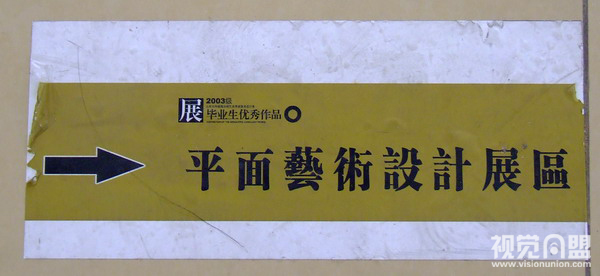 展
2003级
毕业生优秀作品
平面藝術設計展區
视觉同盟
www.visionunion.com